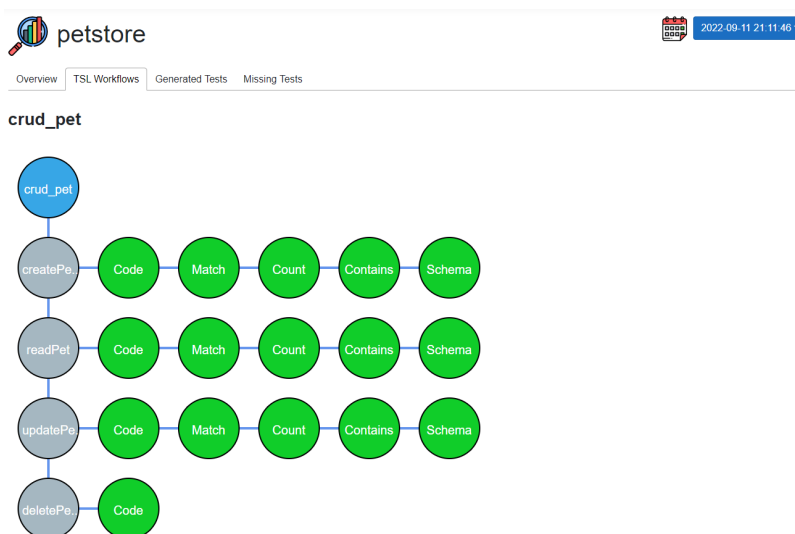 petstore
2022-09-11 21:11:46
Overview TSL Workflows Generated Tests Missing Tests
crud_pet
crud_pet
createPe.. Code Match Count Contains Schema
readPet Code Match Count Contains Schema
updatePe.. Code Match Count Contains Schema
deletePe.. Code